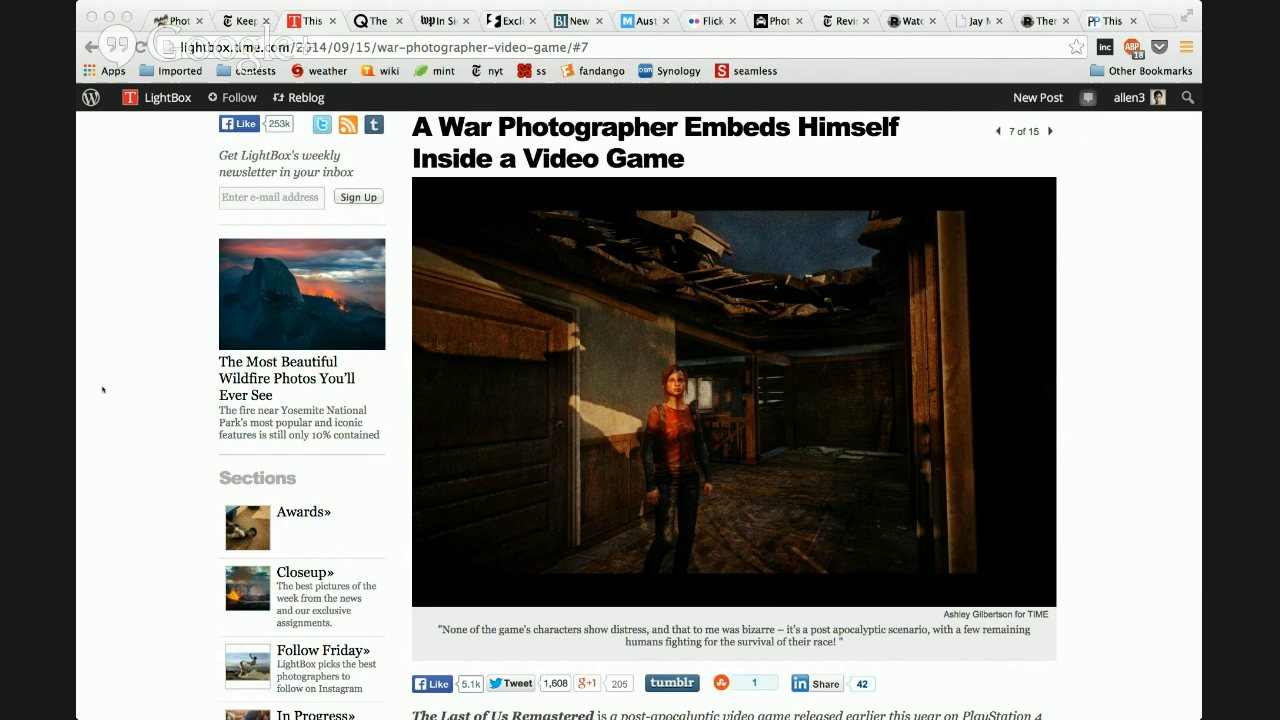 Phot
Keep
This
The
In Si
Excl
New
Aust
Flick
Phot
Revi
Watc
Jay M
The
This
Google
lightbox.time.com/2014/09/15/war-photographer-video-game/#7
inc
ABP
18
Apps
Imported
contests
weather
wiki
mint
nyt
ss
fandango
osm Synology
seamless
Other Bookmarks
LightBox
Follow
Reblog
New Post
allen3
Like
253k
Get LightBox's weekly
newsletter in your inbox
Enter e-mail address
Sign Up
The Most Beautiful
Wildfire Photos You'll
Ever See
The fire near Yosemite National
Park's most popular and iconic
features is still only 10% contained
Sections
Awards»
Closeup»
The best pictures of the
week from the news
and our exclusive
assignments.
Follow Friday»
LightBox picks the best
photographers to
follow on Instagram
In Progress»
A War Photographer Embeds Himself
Inside a Video Game
7 of 15
Ashley Gilbertson for TIME
"None of the game's characters show distress, and that to me was bizarre – it's a post apocalyptic scenario, with a few remaining
humans fighting for the survival of their race! "
Like
5.1k
Tweet
1,608
g+1
205
tumblr
1
in Share
42
The Last of Us Remastered is a post-apocalyptic video game released earlier this year on PlayStation 4